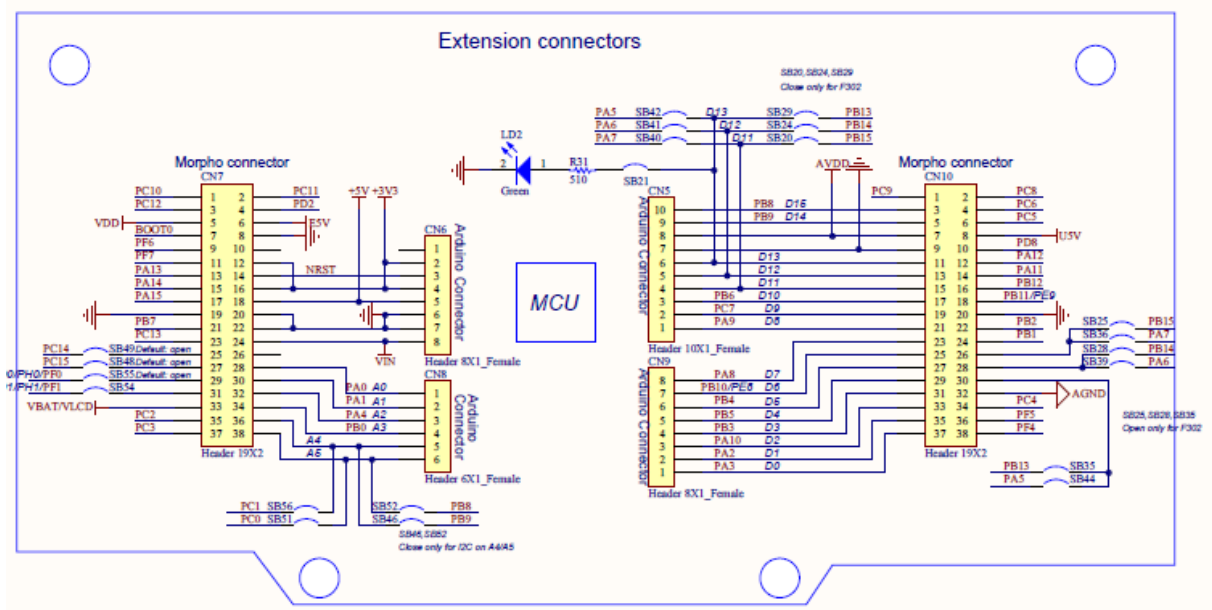 Extension connectors
SB20,SB24,SB29
Close only for F302
PA5 SB42 D13 SB29 PB13
PA6 SB41 D12 SB24 PB14
PA7 SB40 D11 SB20 PB15
LD2
2 1 R31
Green 510 SB21
Morpho connector
CN7
PC10 1 2 PC11
PC12 3 4 PD2
VDD 5 6 E5V
BOOT0 7 8
PF6 9 10
PF7 11 12
PA13 13 14 NRST
PA14 15 16
PA15 17 18
19 20
PB7 21 22
PC13 23 24
PC14 SB49 Default: open 25 26
PC15 SB48 Default: open 27 28
0/PH0/PF0 SB55 Default: open 29 30
1/PH1/PF1 SB54 31 32
VBAT/VLCD 33 34
PC2 35 36 A4
PC3 37 38 A5
Header 19X2
+5V +3V3
CN6
1
2
3
4
5
6
7
8
Arduino Connector
VIN
Header 8X1_Female
CN8
PA0 A0 1
PA1 A1 2
PA4 A2 3
PB0 A3 4
5
6
Arduino Connector
Header 6X1_Female
PC1 SB56 SB52 PB8
PC0 SB51 SB46 PB9
SB46,SB52
Close only for I2C on A4/A5
MCU
AVDD
CN5
Arduino Connector
10 PB8 D15
9 PB9 D14
8
7
6 D13
5 D12
4 D11
PB6 3 D10
PC7 2 D9
PA9 1 D8
Header 10X1_Female
CN9
Arduino Connector
8 PA8 D7
7 PB10/PE8 D6
6 PB4 D5
5 PB5 D4
4 PB3 D3
3 PA10 D2
2 PA2 D1
1 PA3 D0
Header 8X1_Female
Morpho connector
CN10
PC9 1 2 PC8
3 4 PC6
5 6 PC5
7 8 U5V
9 10 PD8
11 12 PA12
13 14 PA11
15 16 PB12
17 18 PB11/PE9
19 20
21 22 PB2
23 24 PB1
25 26
27 28
29 30
31 32 AGND
33 34 PC4
35 36 PF5
37 38 PF4
Header 19X2
SB25 PB15
SB36 PA7
SB28 PB14
SB39 PA6
SB25,SB28,SB35
Open only for F302
PB13 SB35
PA5 SB44